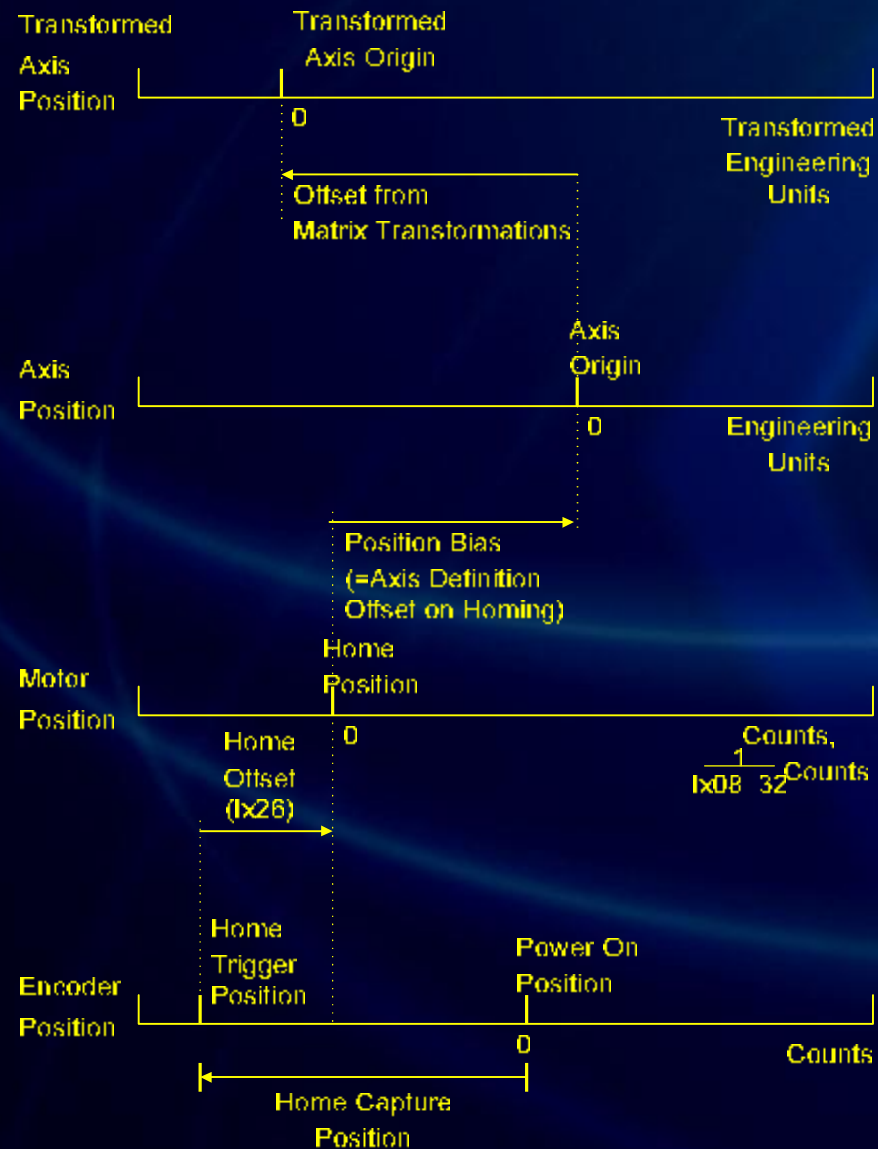 Transformed
Axis
Position
Transformed
Axis Origin
0
Transformed
Engineering
Units
Offset from
Matrix Transformations
Axis
Position
Axis
Origin
0
Engineering
Units
Position Bias
(=Axis Definition
Offset on Homing)
Motor
Position
Home
Position
0
Counts,
1
Ix08 32 Counts
Home
Offset
(Ix26)
Home
Trigger
Position
Power On
Position
Encoder
Position
0
Counts
Home Capture
Position